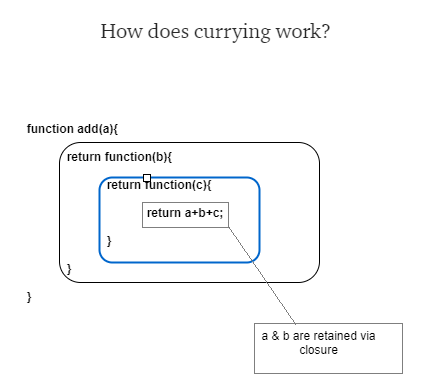 How does currying work?
function add(a){
return function(b){
return function(c){
return a+b+c;
}
}
}
a & b are retained via
closure